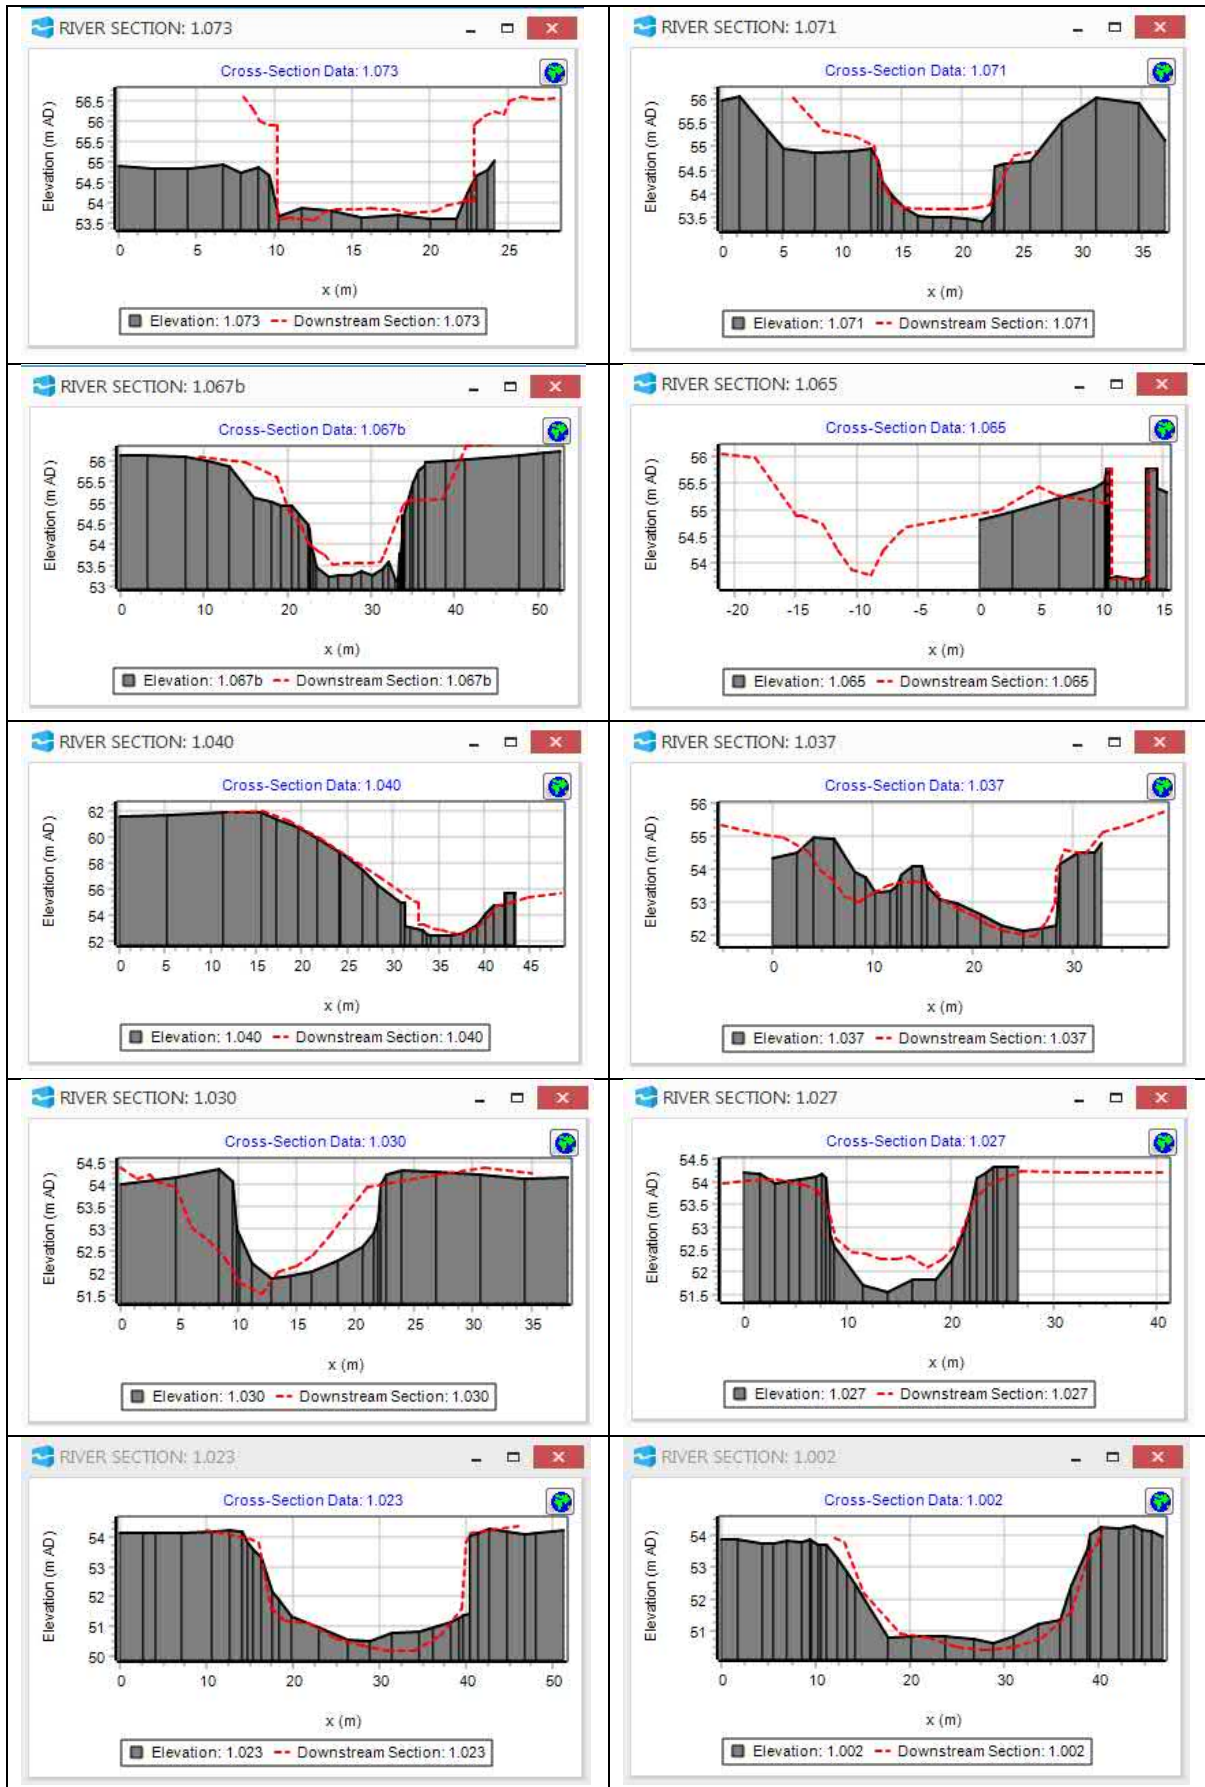 RIVER SECTION: 1.073
Cross-Section Data: 1.073
Elevation (m AD)
56.5
56
55.5
55
54.5
54
53.5
0 5 10 15 20 25
x (m)
Elevation: 1.073 Downstream Section: 1.073
RIVER SECTION: 1.071
Cross-Section Data: 1.071
Elevation (m AD)
56
55.5
55
54.5
54
53.5
0 5 10 15 20 25 30 35
x (m)
Elevation: 1.071 Downstream Section: 1.071
RIVER SECTION: 1.067b
Cross-Section Data: 1.067b
Elevation (m AD)
56
55.5
55
54.5
54
53.5
53
0 10 20 30 40 50
x (m)
Elevation: 1.067b Downstream Section: 1.067b
RIVER SECTION: 1.065
Cross-Section Data: 1.065
Elevation (m AD)
56
55.5
55
54.5
54
-20 -15 -10 -5 0 5 10 15
x (m)
Elevation: 1.065 Downstream Section: 1.065
RIVER SECTION: 1.040
Cross-Section Data: 1.040
Elevation (m AD)
62
60
58
56
54
52
0 5 10 15 20 25 30 35 40 45
x (m)
Elevation: 1.040 Downstream Section: 1.040
RIVER SECTION: 1.037
Cross-Section Data: 1.037
Elevation (m AD)
56
55
54
53
52
0 10 20 30
x (m)
Elevation: 1.037 Downstream Section: 1.037
RIVER SECTION: 1.030
Cross-Section Data: 1.030
Elevation (m AD)
54.5
54
53.5
53
52.5
52
51.5
0 5 10 15 20 25 30 35
x (m)
Elevation: 1.030 Downstream Section: 1.030
RIVER SECTION: 1.027
Cross-Section Data: 1.027
Elevation (m AD)
54.5
54
53.5
53
52.5
52
51.5
0 10 20 30 40
x (m)
Elevation: 1.027 Downstream Section: 1.027
RIVER SECTION: 1.023
Cross-Section Data: 1.023
Elevation (m AD)
54
53
52
51
50
0 10 20 30 40 50
x (m)
Elevation: 1.023 Downstream Section: 1.023
RIVER SECTION: 1.002
Cross-Section Data: 1.002
Elevation (m AD)
54
53
52
51
0 10 20 30 40
x (m)
Elevation: 1.002 Downstream Section: 1.002